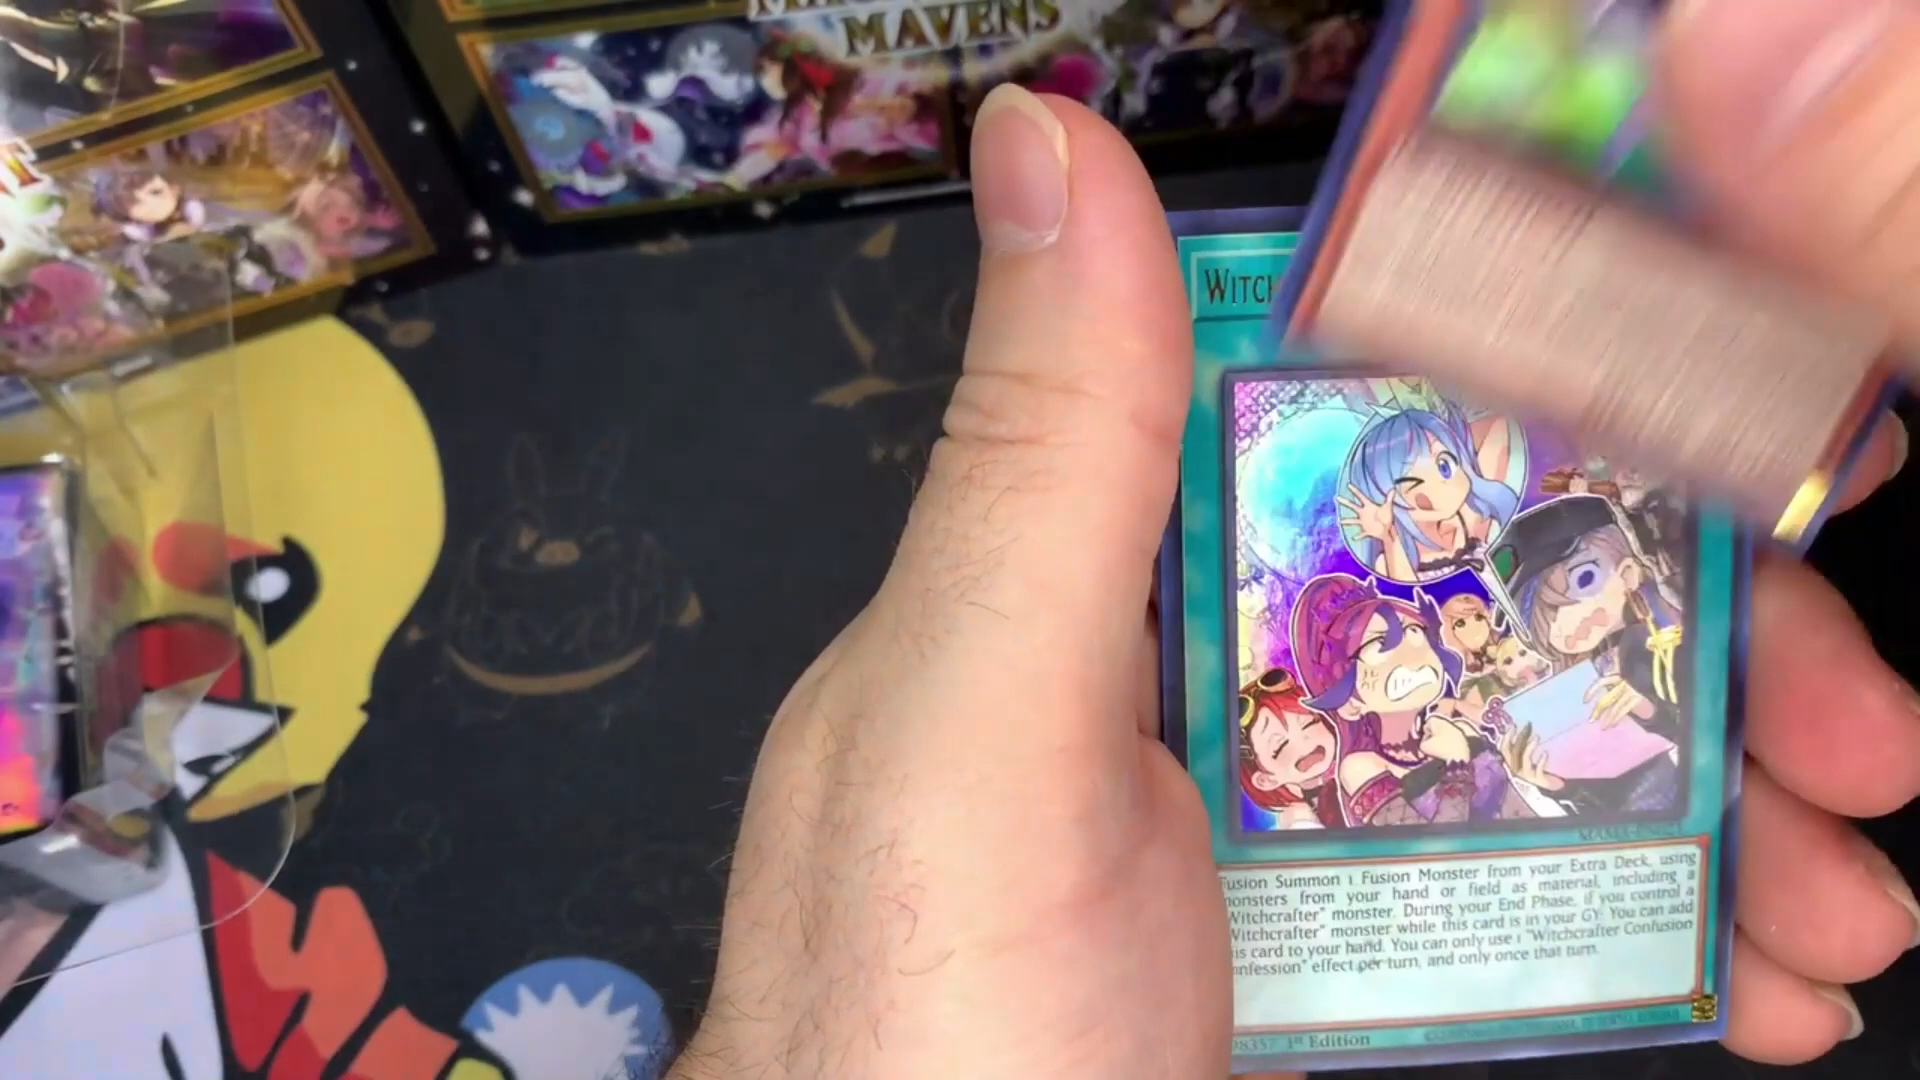 MAVENS
WITCH
Fusion Summon 1 Fusion Monster from your Extra Deck, using
monsters from your hand or field as material, including a
"Witchcrafter" monster. During your End Phase, if you control a
"Witchcrafter" monster while this card is in your GY: You can add
is card to your hand. You can only use 1 "Witchcrafter Confusion
onfession" effect per turn, and only once that turn.
98357 1st Edition